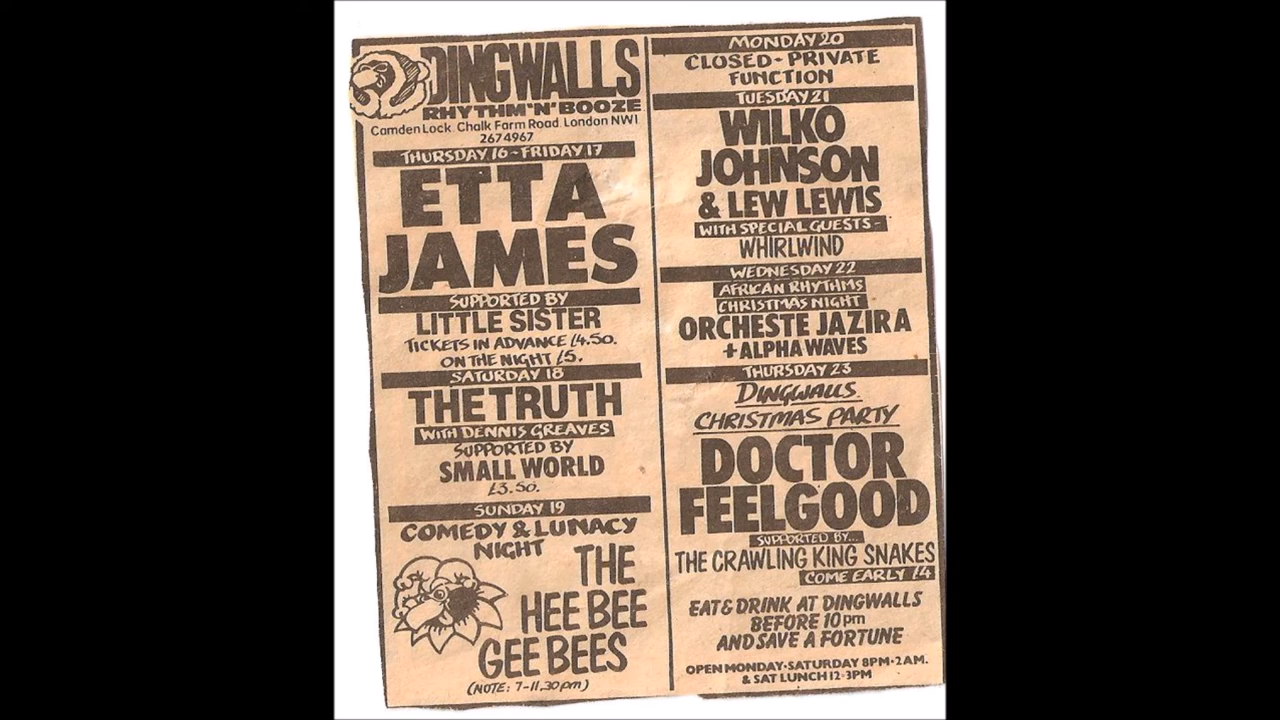 DINGWALLS
RHYTHM 'N' BOOZE
Camden Lock, Chalk Farm Road, London NW1
267 4967
THURSDAY 16 - FRIDAY 17
ETTA
JAMES
SUPPORTED BY
LITTLE SISTER
TICKETS IN ADVANCE £4.50.
ON THE NIGHT £5.
SATURDAY 18
THE TRUTH
WITH DENNIS GREAVES
SUPPORTED BY
SMALL WORLD
£3.50.
SUNDAY 19
COMEDY & LUNACY
NIGHT
THE
HEE BEE
GEE BEES
(NOTE: 7-11.30pm)
MONDAY 20
CLOSED - PRIVATE
FUNCTION
TUESDAY 21
WILKO
JOHNSON
& LEW LEWIS
WITH SPECIAL GUESTS -
WHIRLWIND
WEDNESDAY 22
AFRICAN RHYTHMS
CHRISTMAS NIGHT
ORCHESTE JAZIRA
+ ALPHA WAVES
THURSDAY 23
DINGWALLS
CHRISTMAS PARTY
DOCTOR
FEELGOOD
SUPPORTED BY...
THE CRAWLING KING SNAKES
COME EARLY £4
EAT & DRINK AT DINGWALLS
BEFORE 10pm
AND SAVE A FORTUNE
OPEN MONDAY·SATURDAY 8PM·2AM.
& SAT LUNCH 12·3PM